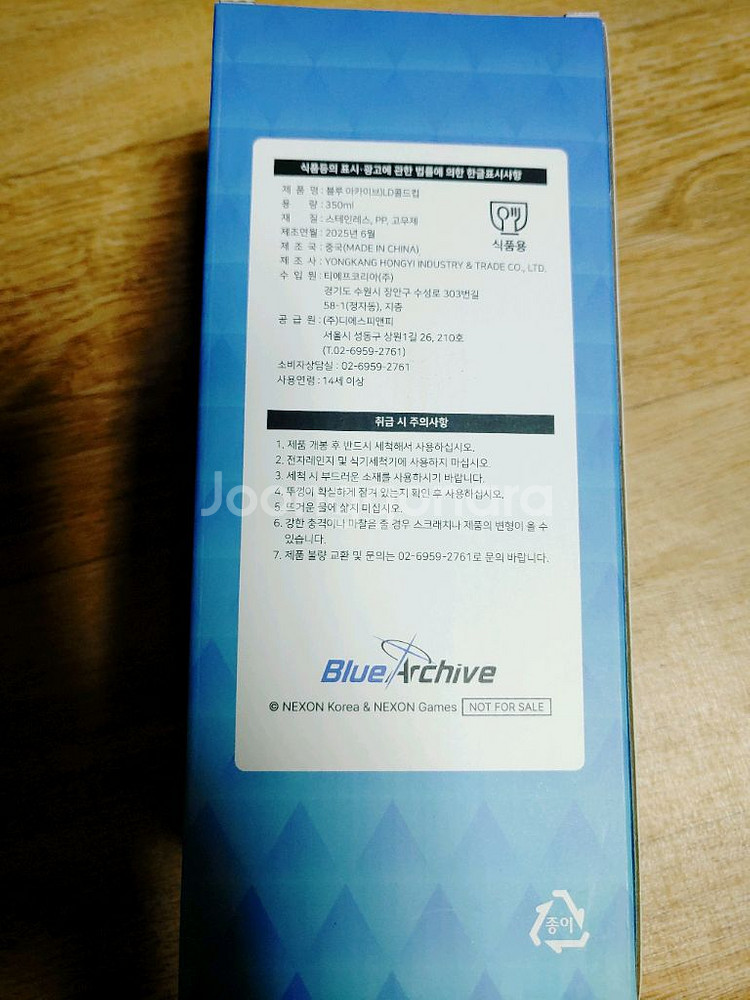 식품등의 표시·광고에 관한 법률에 의한 한글표시사항
제 품 명 : 블루 아카이브)LD콜드컵
용 량 : 350ml
재 질 : 스테인레스, PP, 고무제
제조연월 : 2025년 6월
제 조 국 : 중국(MADE IN CHINA)
제 조 사 : YONGKANG HONGYI INDUSTRY & TRADE CO., LTD.
수 입 원 : 티에프코리아(주)
경기도 수원시 장안구 수성로 303번길
58-1(정자동), 지층
공 급 원 : (주)디에스피앤피
서울시 성동구 상원1길 26, 210호
(T.02-6959-2761)
소비자상담실 : 02-6959-2761
사용연령 : 14세 이상
식품용
취급 시 주의사항
1. 제품 개봉 후 반드시 세척해서 사용하십시오.
2. 전자레인지 및 식기세척기에 사용하지 마십시오.
3. 세척 시 부드러운 소재를 사용하시기 바랍니다.
4. 뚜껑이 확실하게 잠겨 있는지 확인 후 사용하십시오.
5. 뜨거운 물에 삶지 마십시오.
6. 강한 충격이나 마찰을 줄 경우 스크래치나 제품의 변형이 올 수
있습니다.
7. 제품 불량 교환 및 문의는 02-6959-2761로 문의 바랍니다.
Blue Archive
© NEXON Korea & NEXON Games NOT FOR SALE
종이